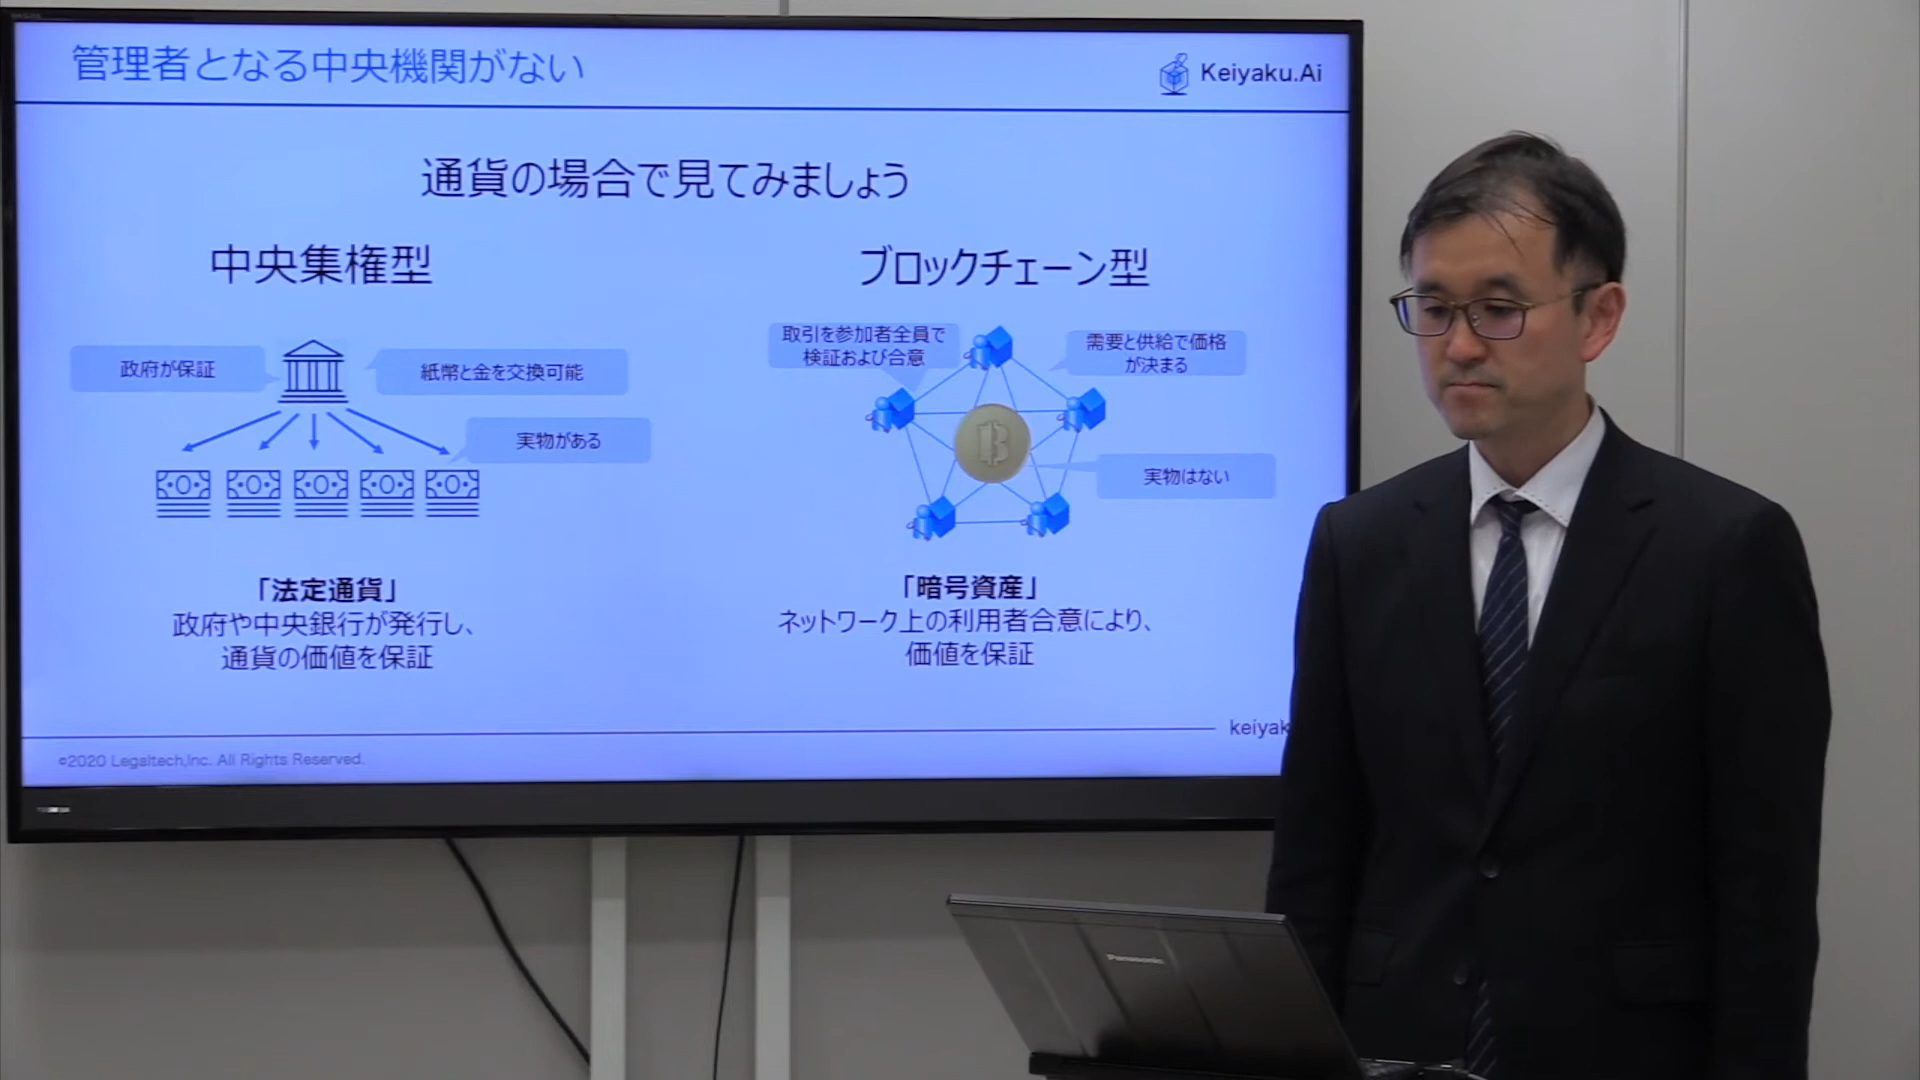 管理者となる中央機関がない
Keiyaku.Ai
通貨の場合で見てみましょう
中央集権型
ブロックチェーン型
政府が保証
紙幣と金を交換可能
実物がある
取引を参加者全員で
検証および合意
需要と供給で価格
が決まる
実物はない
「法定通貨」
政府や中央銀行が発行し、
通貨の価値を保証
「暗号資産」
ネットワーク上の利用者合意により、
価値を保証
keiyak
©2020 Legaltech,Inc. All Rights Reserved.
Panasonic